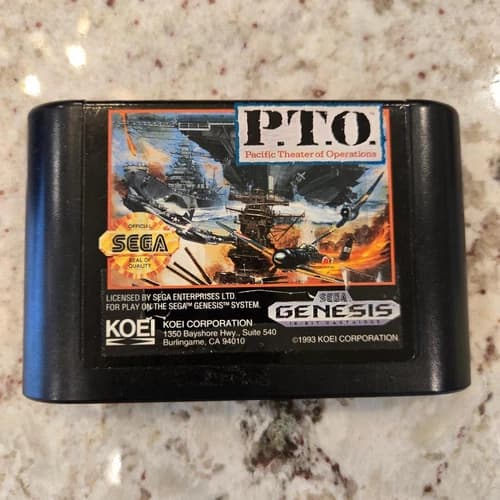 P.T.O.
Pacific Theater of Operations
OFFICIAL
SEGA
SEAL OF
QUALITY
LICENSED BY SEGA ENTERPRISES LTD.
FOR PLAY ON THE SEGA™ GENESIS™ SYSTEM.
SEGA
GENESIS
16-BIT CARTRIDGE
KOEI
KOEI CORPORATION
1350 Bayshore Hwy., Suite 540
Burlingame, CA 94010
©1993 KOEI CORPORATION